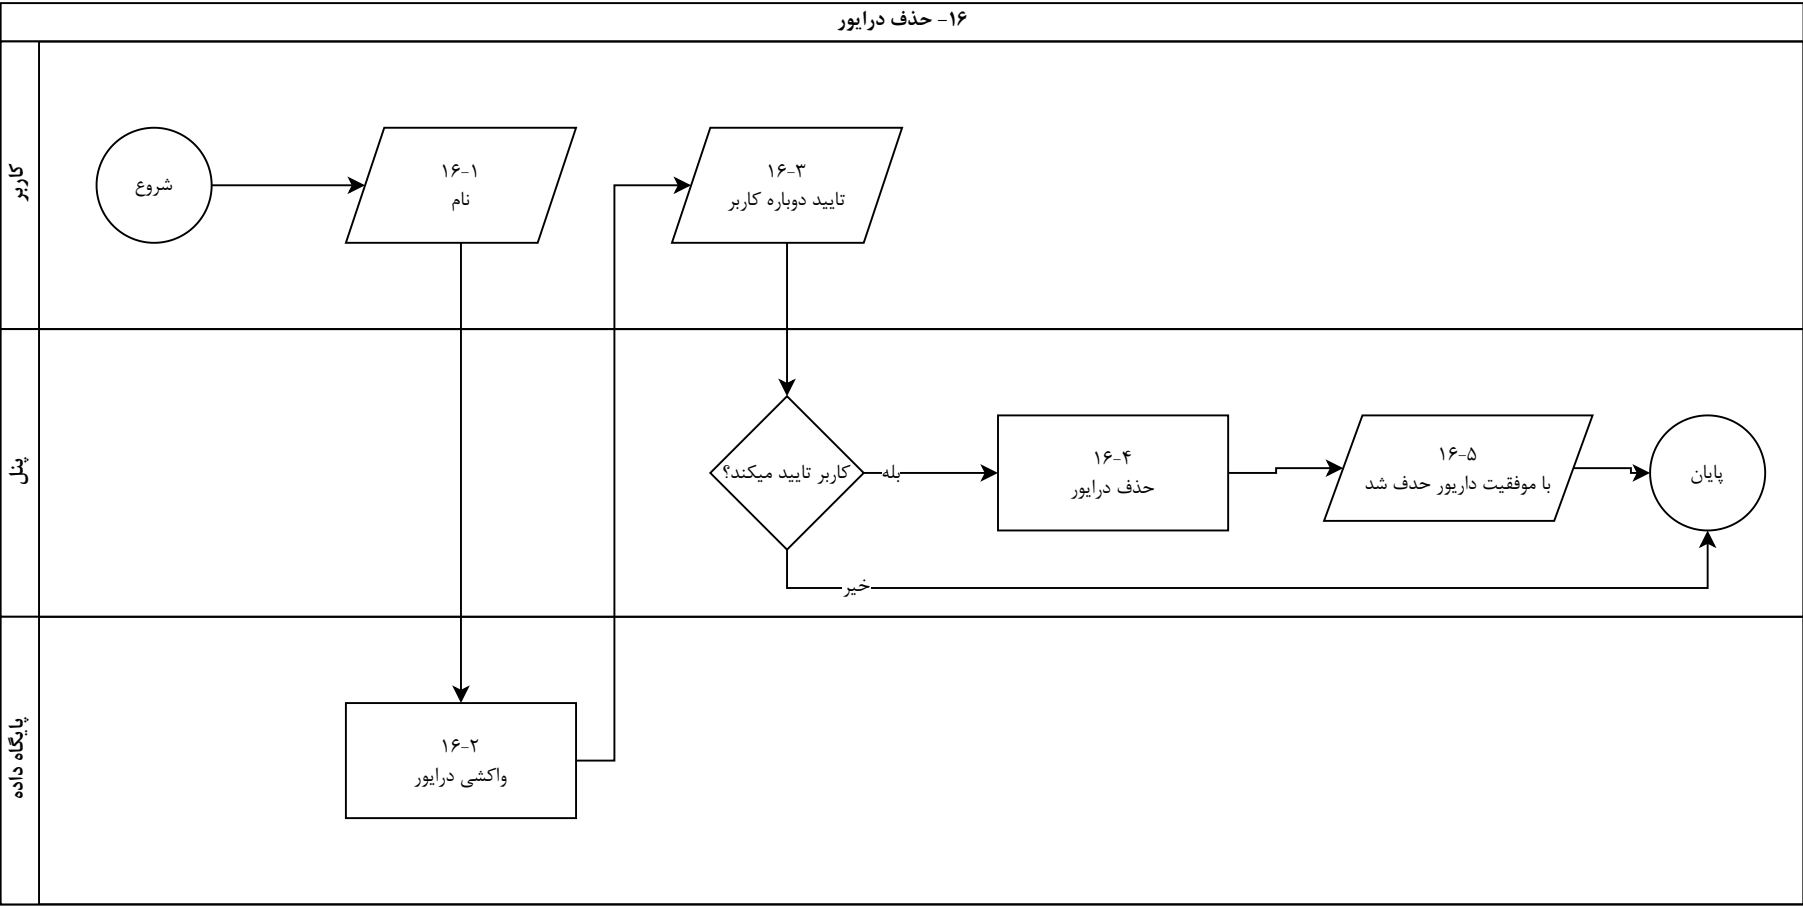 ۱۶- حذف درایور
کاربر
شروع
۱۶-۱
نام
۱۶-۳
تایید دوباره کاربر
پنل
کاربر تایید میکند؟
بله
خیر
۱۶-۴
حذف درایور
۱۶-۵
با موفقیت داریور حدف شد
پایان
پایگاه داده
۱۶-۲
واکشی درایور